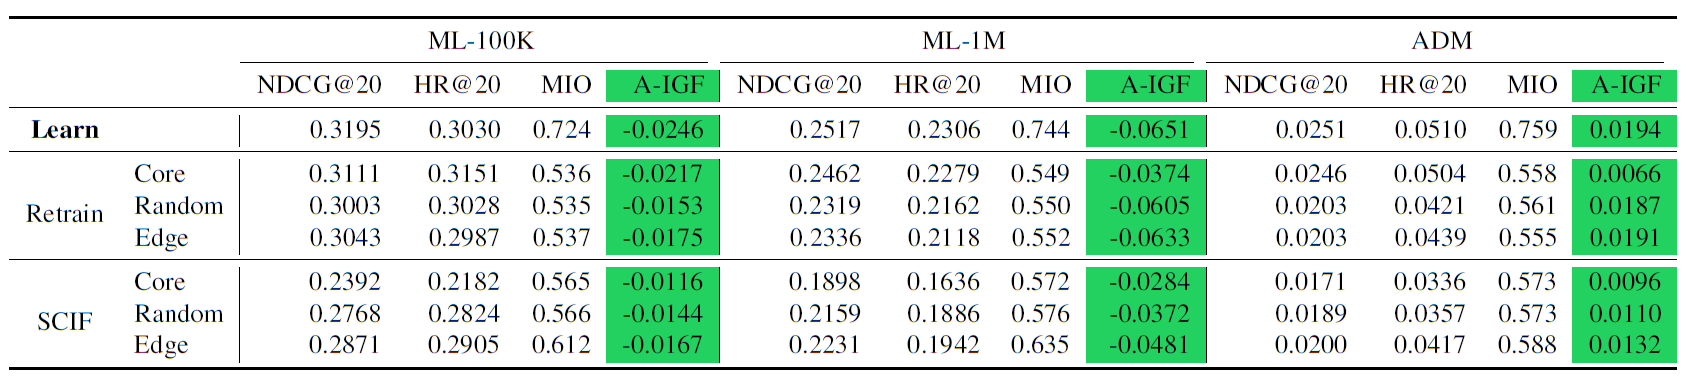 ML-100K ML-1M ADM
NDCG@20 HR@20 MIO A-IGF NDCG@20 HR@20 MIO A-IGF NDCG@20 HR@20 MIO A-IGF
Learn 0.3195 0.3030 0.724 -0.0246 0.2517 0.2306 0.744 -0.0651 0.0251 0.0510 0.759 0.0194
Core 0.3111 0.3151 0.536 -0.0217 0.2462 0.2279 0.549 -0.0374 0.0246 0.0504 0.558 0.0066
Retrain Random 0.3003 0.3028 0.535 -0.0153 0.2319 0.2162 0.550 -0.0605 0.0203 0.0421 0.561 0.0187
Edge 0.3043 0.2987 0.537 -0.0175 0.2336 0.2118 0.552 -0.0633 0.0203 0.0439 0.555 0.0191
Core 0.2392 0.2182 0.565 -0.0116 0.1898 0.1636 0.572 -0.0284 0.0171 0.0336 0.573 0.0096
SCIF Random 0.2768 0.2824 0.566 -0.0144 0.2159 0.1886 0.576 -0.0372 0.0189 0.0357 0.573 0.0110
Edge 0.2871 0.2905 0.612 -0.0167 0.2231 0.1942 0.635 -0.0481 0.0200 0.0417 0.588 0.0132